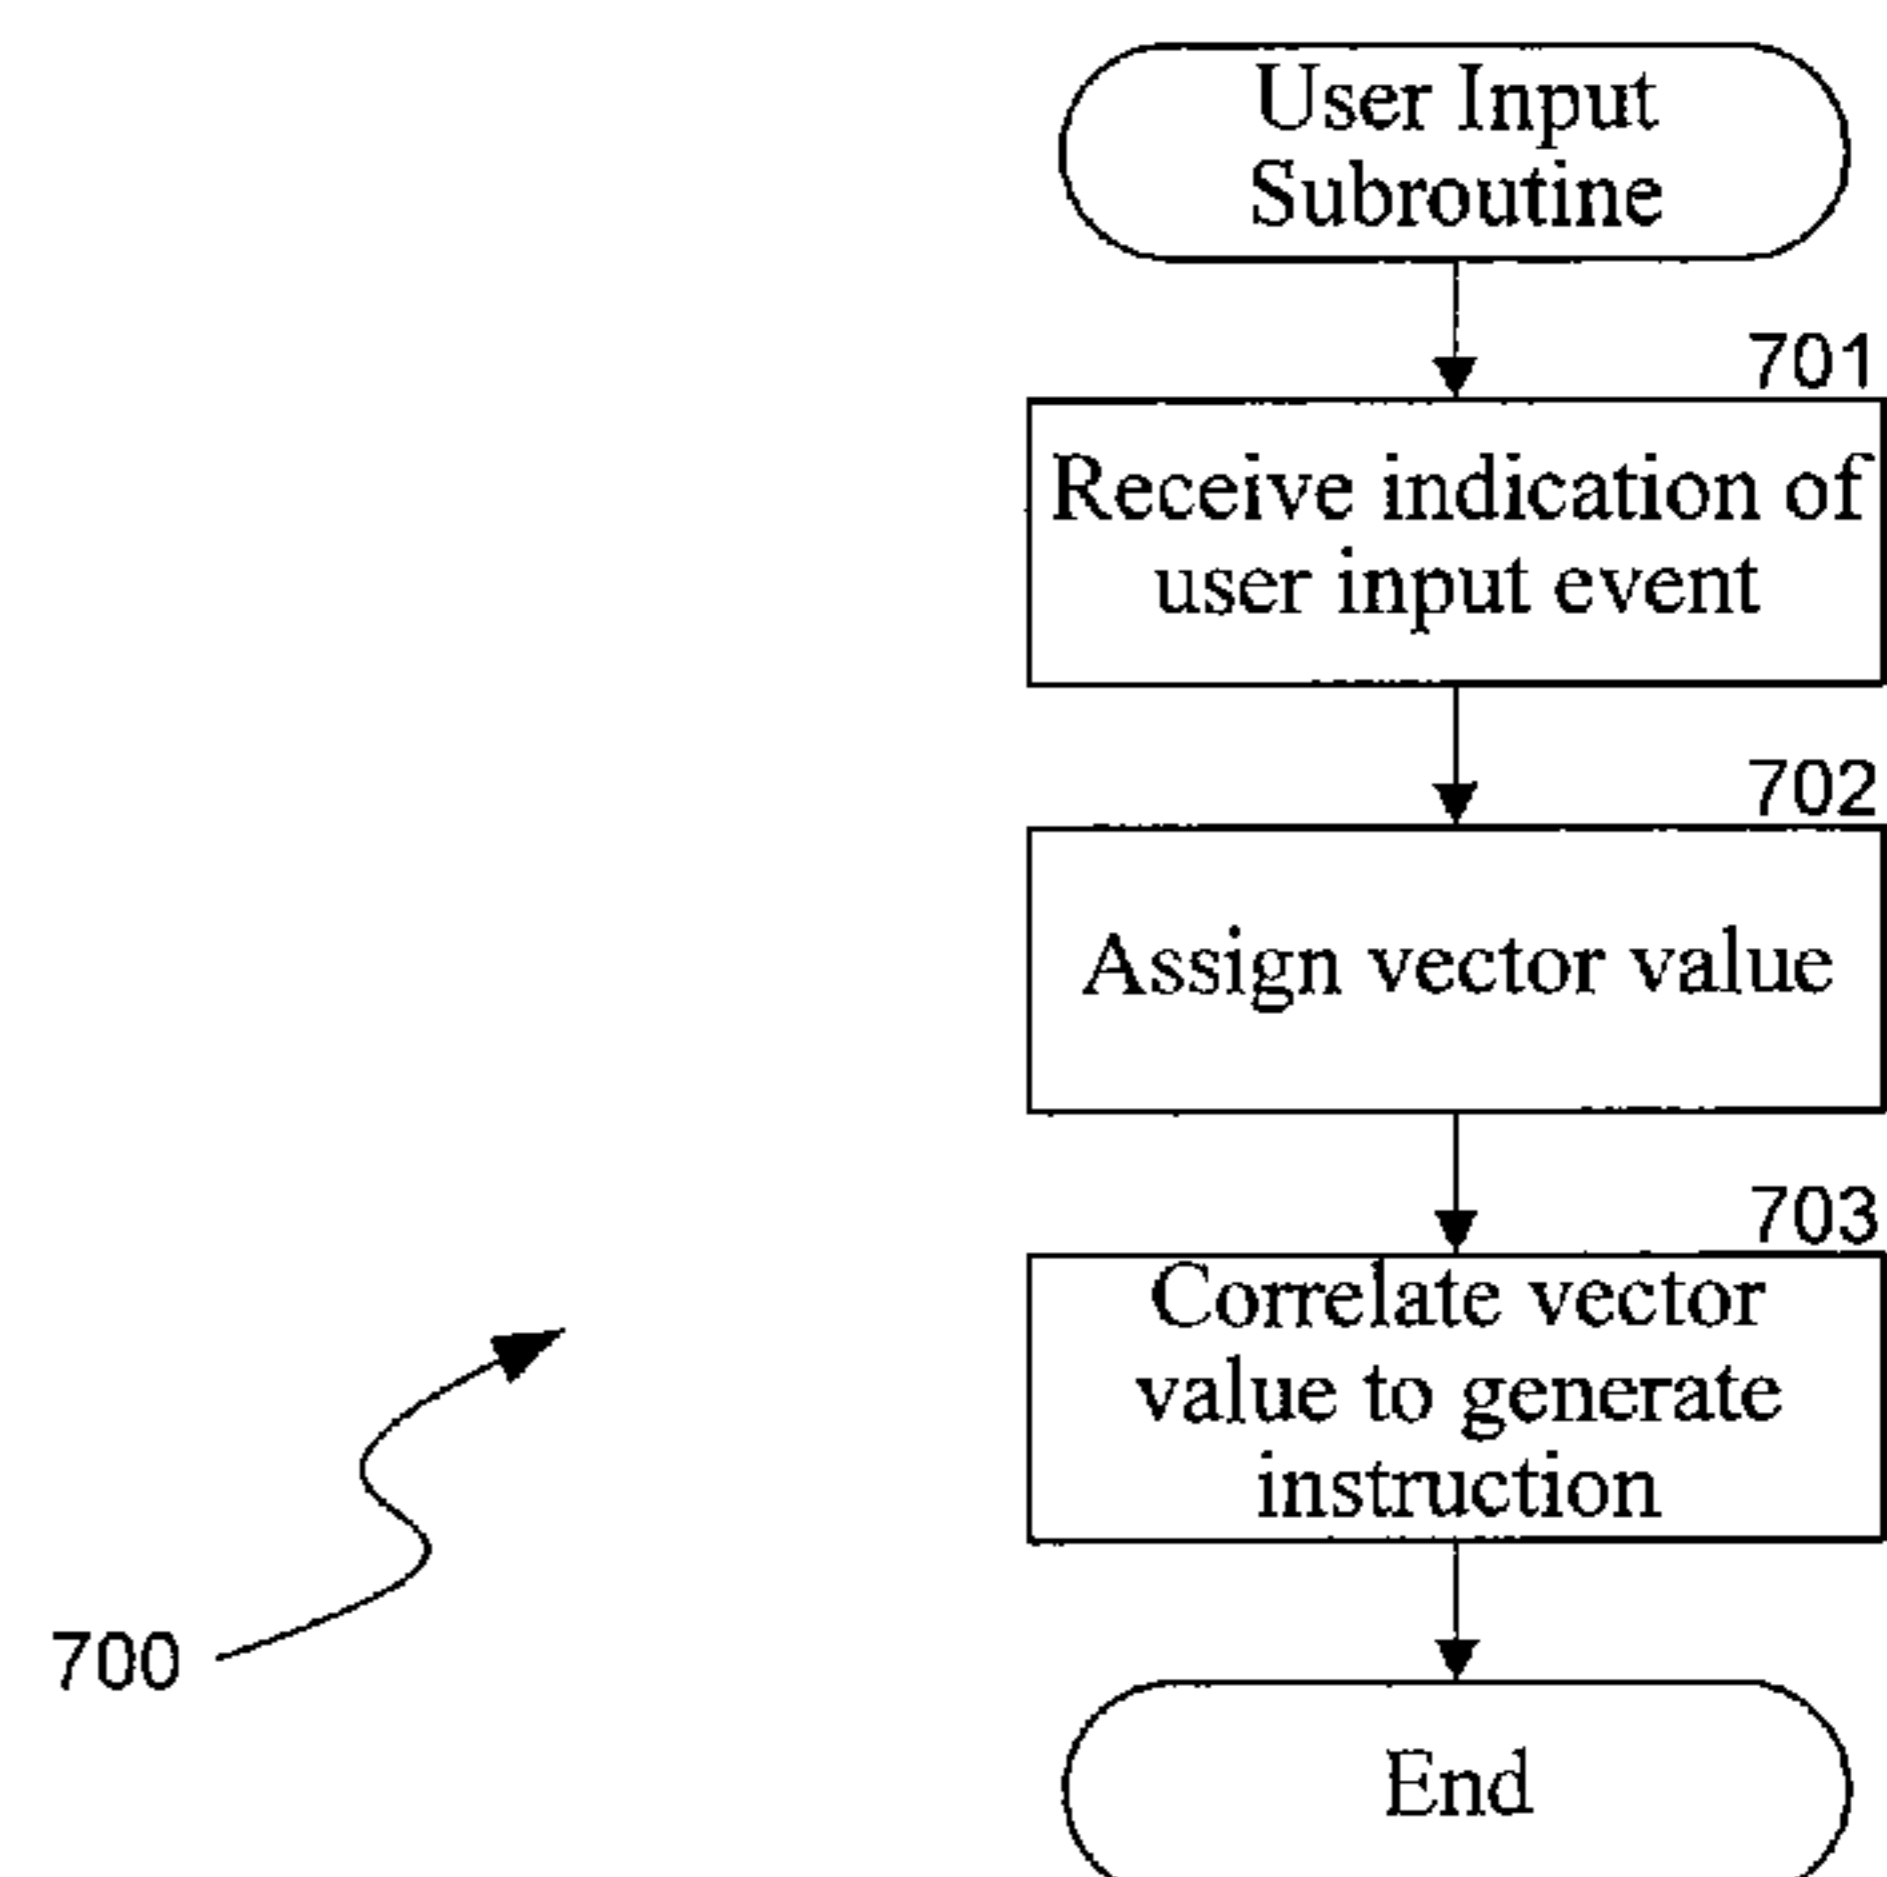 User Input
Subroutine
701
Receive indication of
user input event
702
Assign vector value
703
Correlate vector
value to generate
instruction
700
End